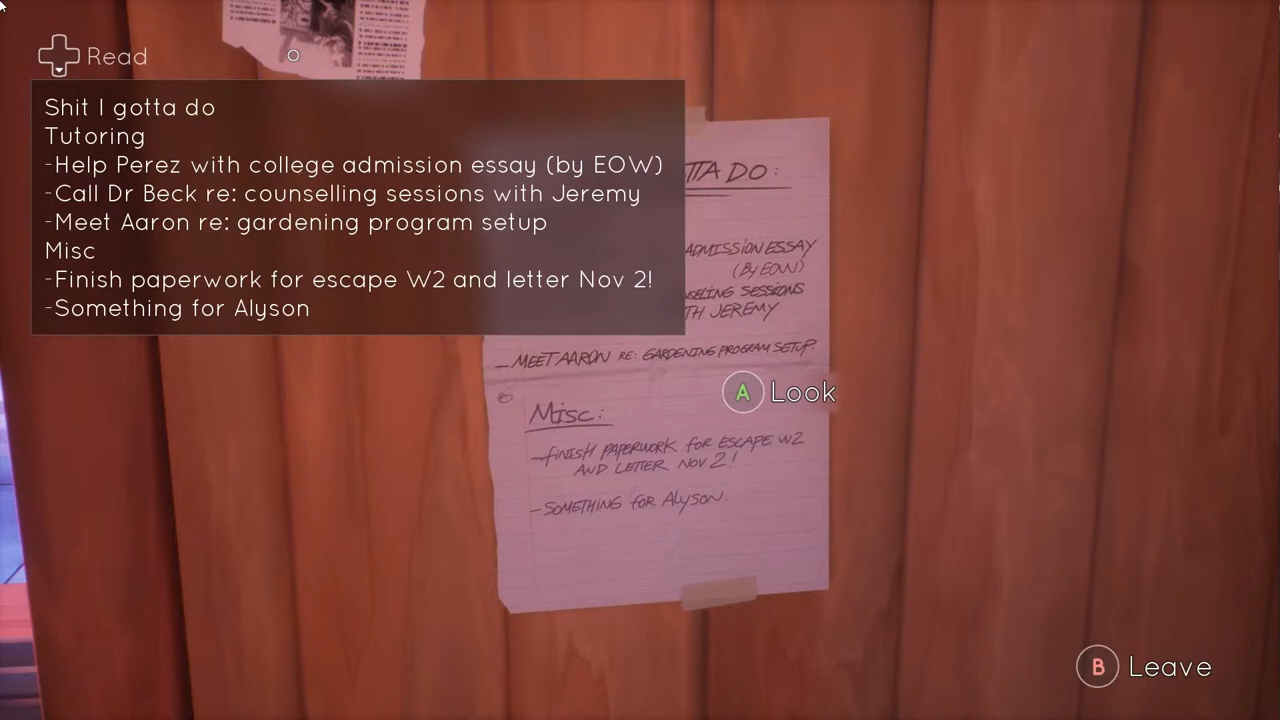 Read
Shit I gotta do
Tutoring
-Help Perez with college admission essay (by EOW)
-Call Dr Beck re: counselling sessions with Jeremy
-Meet Aaron re: gardening program setup
Misc
-Finish paperwork for escape W2 and letter Nov 2!
-Something for Alyson
TTA DO:
ADMISSION ESSAY
(BY EOW)
SELING SESSIONS
TH JEREMY
- MEET AARON RE: GARDENING PROGRAM SETUP.
A Look
Misc:
- FINISH PAPERWORK FOR ESCAPE W2
AND LETTER NOV 2!
- SOMETHING FOR ALYSON.
B Leave